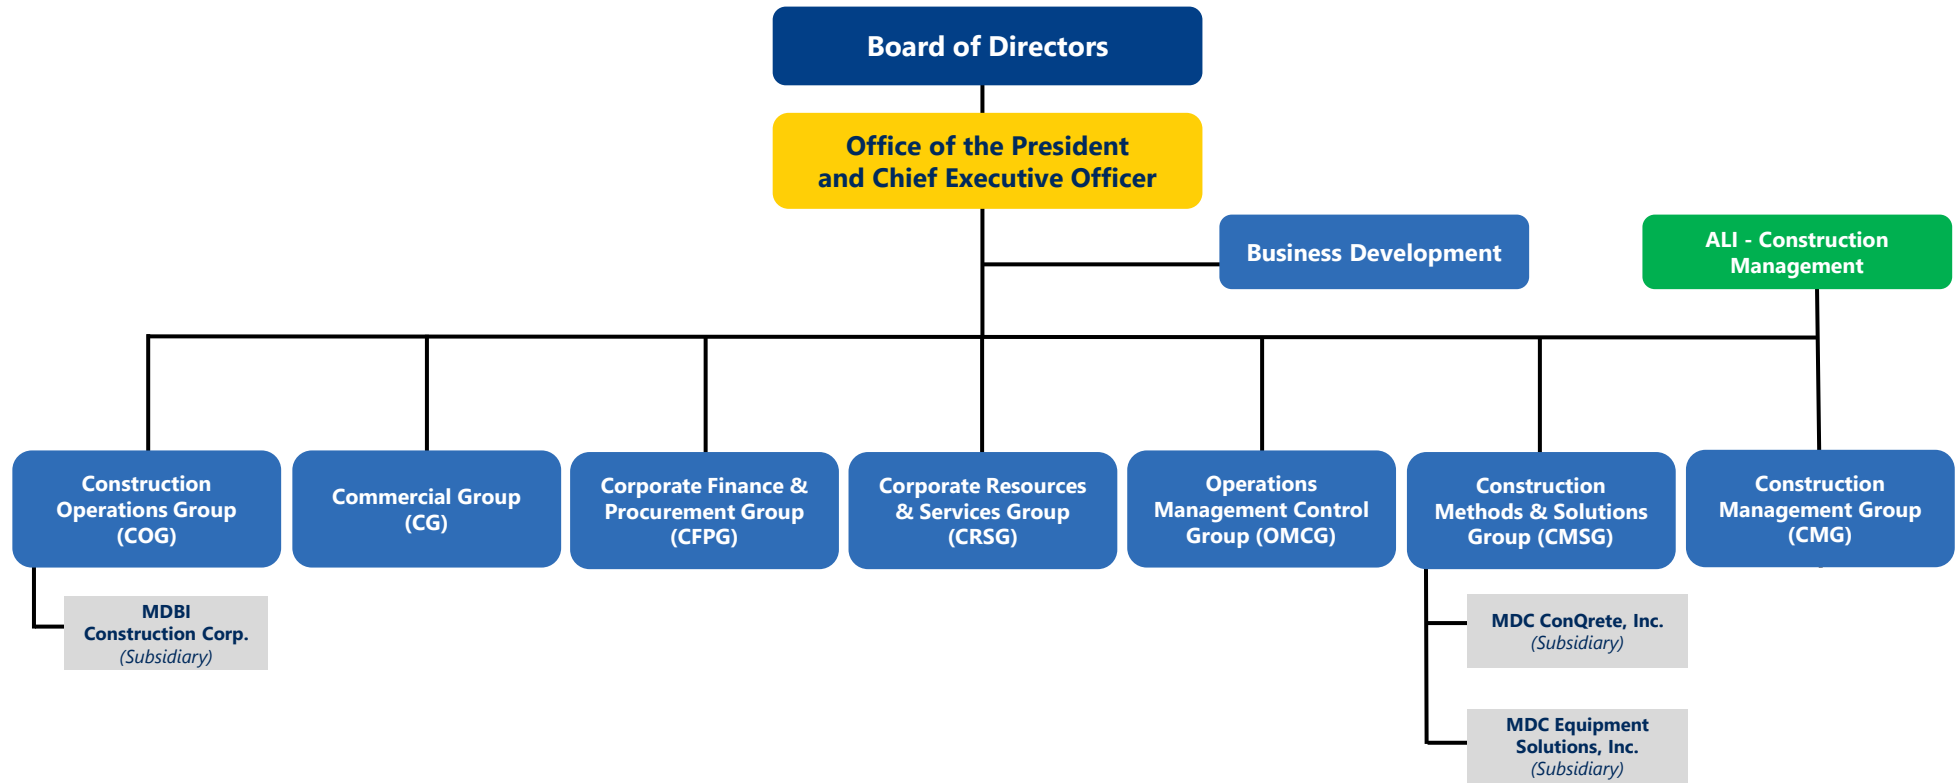 Board of Directors
Office of the President
and Chief Executive Officer
Business Development
ALI - Construction
Management
Construction
Operations Group
(COG)
Commercial Group
(CG)
Corporate Finance &
Procurement Group
(CFPG)
Corporate Resources
& Services Group
(CRSG)
Operations
Management Control
Group (OMCG)
Construction
Methods & Solutions
Group (CMSG)
Construction
Management Group
(CMG)
MDBI
Construction Corp.
(Subsidiary)
MDC ConQrete, Inc.
(Subsidiary)
MDC Equipment
Solutions, Inc.
(Subsidiary)